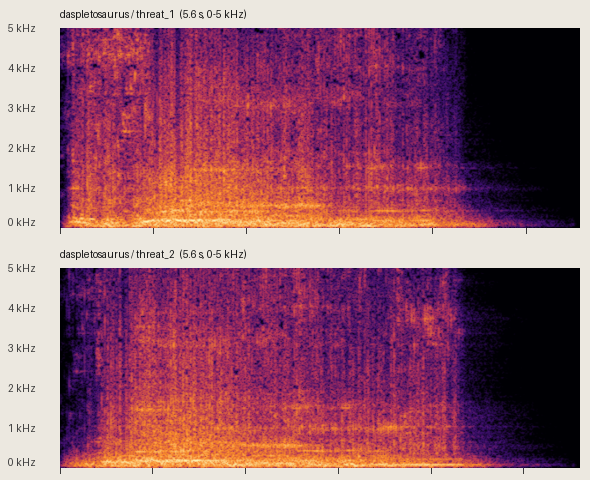 daspletosaurus / threat_1 (5.6 s, 0-5 kHz)
5 kHz
4 kHz
3 kHz
2 kHz
1 kHz
0 kHz
daspletosaurus / threat_2 (5.6 s, 0-5 kHz)
5 kHz
4 kHz
3 kHz
2 kHz
1 kHz
0 kHz